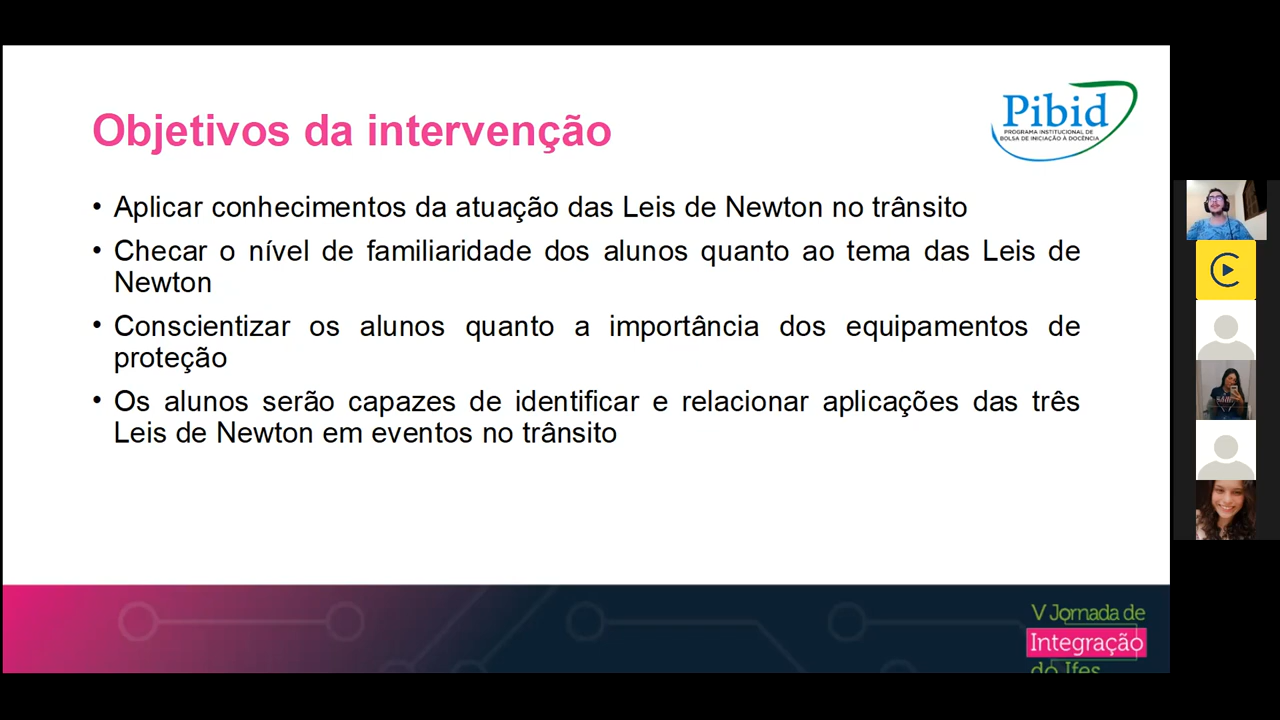 Objetivos da intervenção
Pibid
PROGRAMA INSTITUCIONAL DE
BOLSA DE INICIAÇÃO À DOCÊNCIA
• Aplicar conhecimentos da atuação das Leis de Newton no trânsito
• Checar o nível de familiaridade dos alunos quanto ao tema das Leis de
Newton
• Conscientizar os alunos quanto a importância dos equipamentos de
proteção
• Os alunos serão capazes de identificar e relacionar aplicações das três
Leis de Newton em eventos no trânsito
V Jornada de
Integração
do Ifes